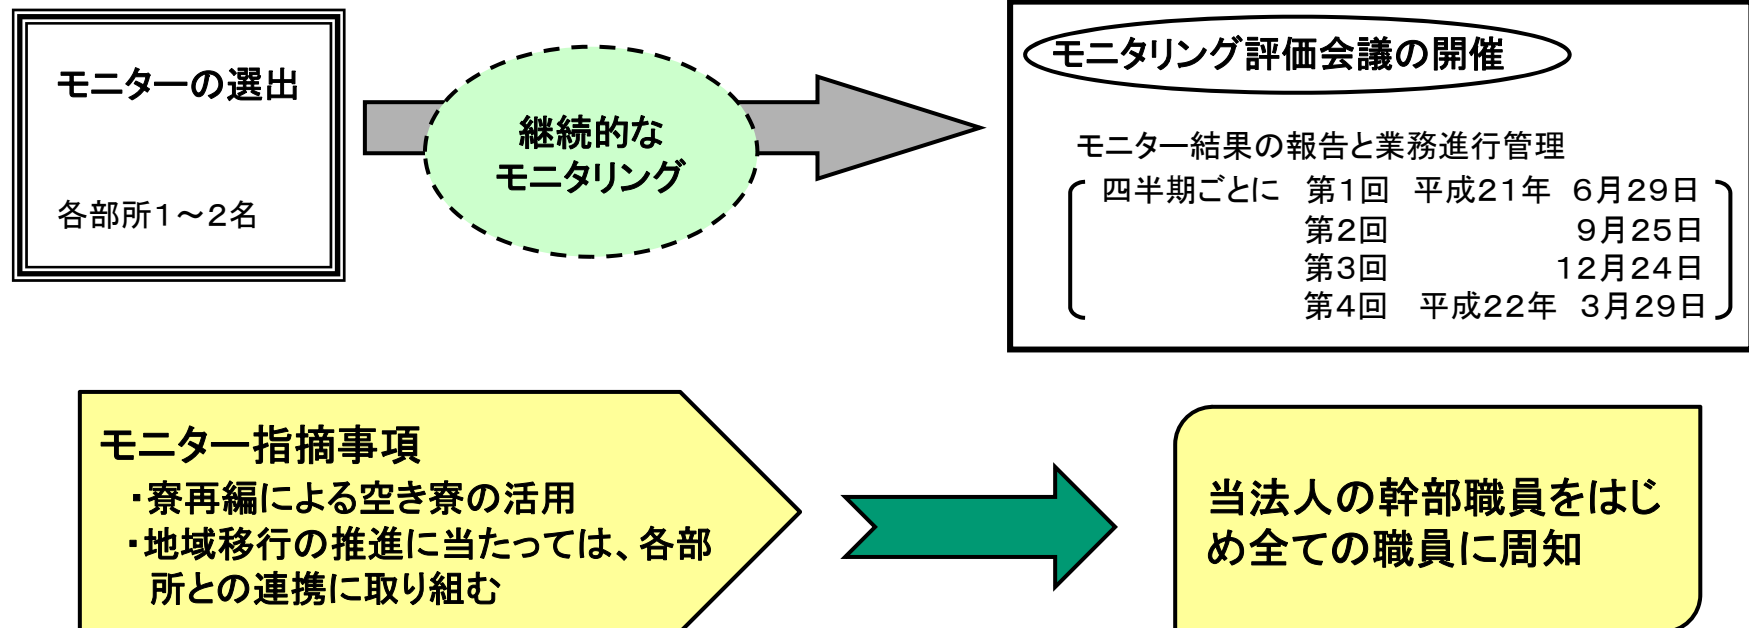 モニターの選出
各部所1~2名
継続的な
モニタリング
モニタリング評価会議の開催
モニター結果の報告と業務進行管理
四半期ごとに 第1回 平成21年 6月29日
第2回 9月25日
第3回 12月24日
第4回 平成22年 3月29日
モニター指摘事項
・寮再編による空き寮の活用
・地域移行の推進に当たっては、各部
所との連携に取り組む
当法人の幹部職員をはじ
め全ての職員に周知